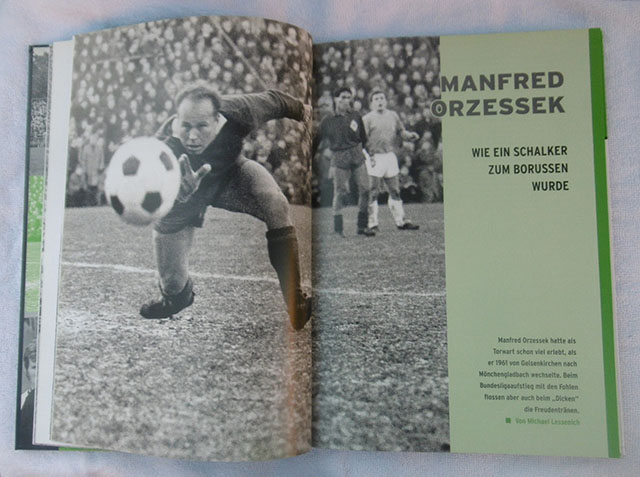 MANFRED
ORZESSEK
WIE EIN SCHALKER
ZUM BORUSSEN
WURDE
Manfred Orzessek hatte als
Torwart schon viel erlebt, als
er 1961 von Gelsenkirchen nach
Mönchengladbach wechselte. Beim
Bundesligaaufstieg mit den Fohlen
flossen aber auch beim „Dicken“
die Freudentränen.
Von Michael Lessenich